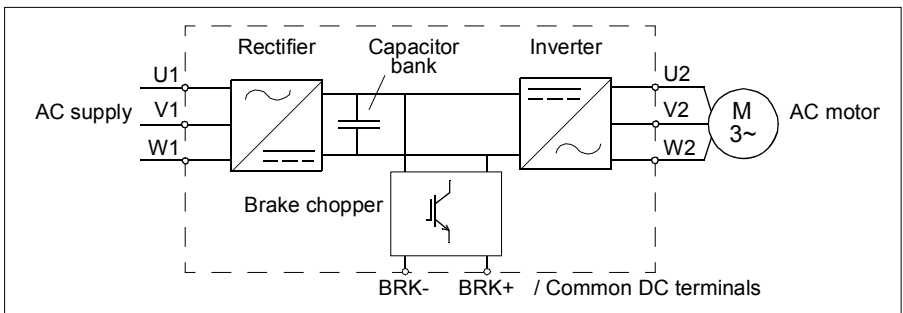 Rectifier
Capacitor
bank
Inverter
U1
V1
W1
AC supply
U2
V2
W2
M
3~
AC motor
Brake chopper
BRK- BRK+ / Common DC terminals